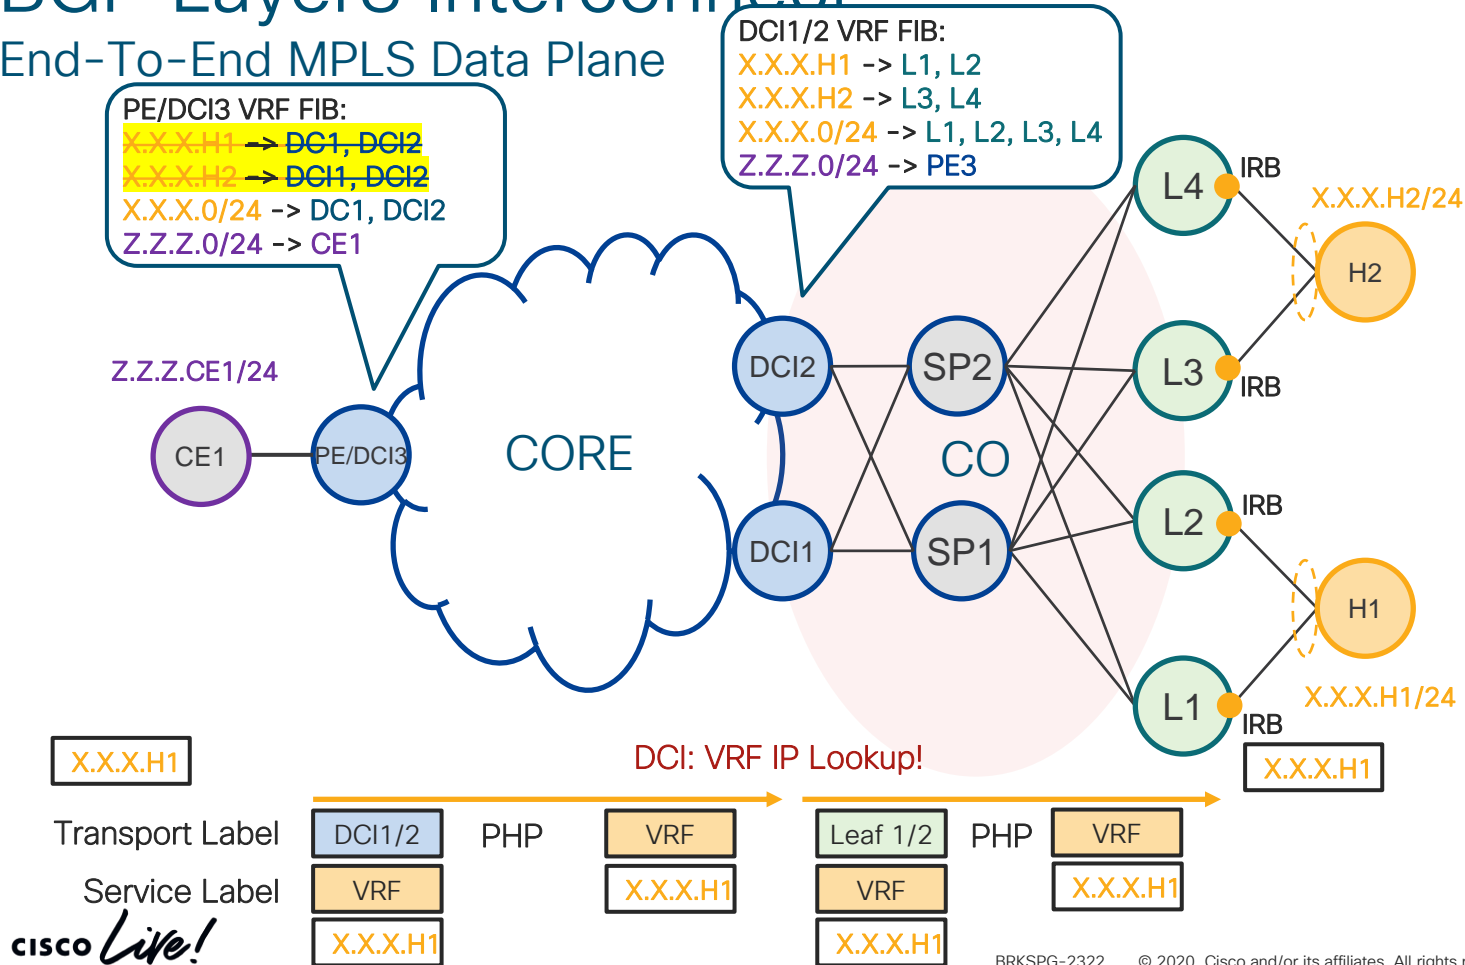 BGP Layers Interconnect
End-To-End MPLS Data Plane
DCI1/2 VRF FIB:
X.X.X.H1 -> L1, L2
X.X.X.H2 -> L3, L4
X.X.X.0/24 -> L1, L2, L3, L4
Z.Z.Z.0/24 -> PE3
PE/DCI3 VRF FIB:
X.X.X.H1 -> DC1, DCI2
X.X.X.H2 -> DCI1, DCI2
X.X.X.0/24 -> DC1, DCI2
Z.Z.Z.0/24 -> CE1
L4
IRB
X.X.X.H2/24
H2
Z.Z.Z.CE1/24
DCI2
SP2
L3
IRB
CE1
PE/DCI3
CORE
CO
L2
IRB
DCI1
SP1
H1
L1
IRB
X.X.X.H1/24
X.X.X.H1
DCI: VRF IP Lookup!
X.X.X.H1
Transport Label
DCI1/2
PHP
VRF
Leaf 1/2
PHP
VRF
Service Label
VRF
X.X.X.H1
VRF
X.X.X.H1
X.X.X.H1
X.X.X.H1
cisco Live!
BRKSPG-2322
© 2020 Cisco and/or its affiliates. All rights